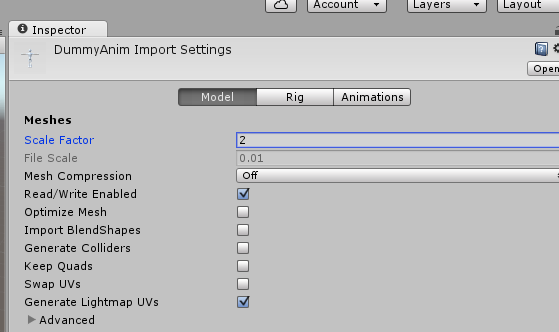 Account Layers Layout
Inspector
DummyAnim Import Settings
Open
Model Rig Animations
Meshes
Scale Factor 2
File Scale 0.01
Mesh Compression Off
Read/Write Enabled
Optimize Mesh
Import BlendShapes
Generate Colliders
Keep Quads
Swap UVs
Generate Lightmap UVs
Advanced